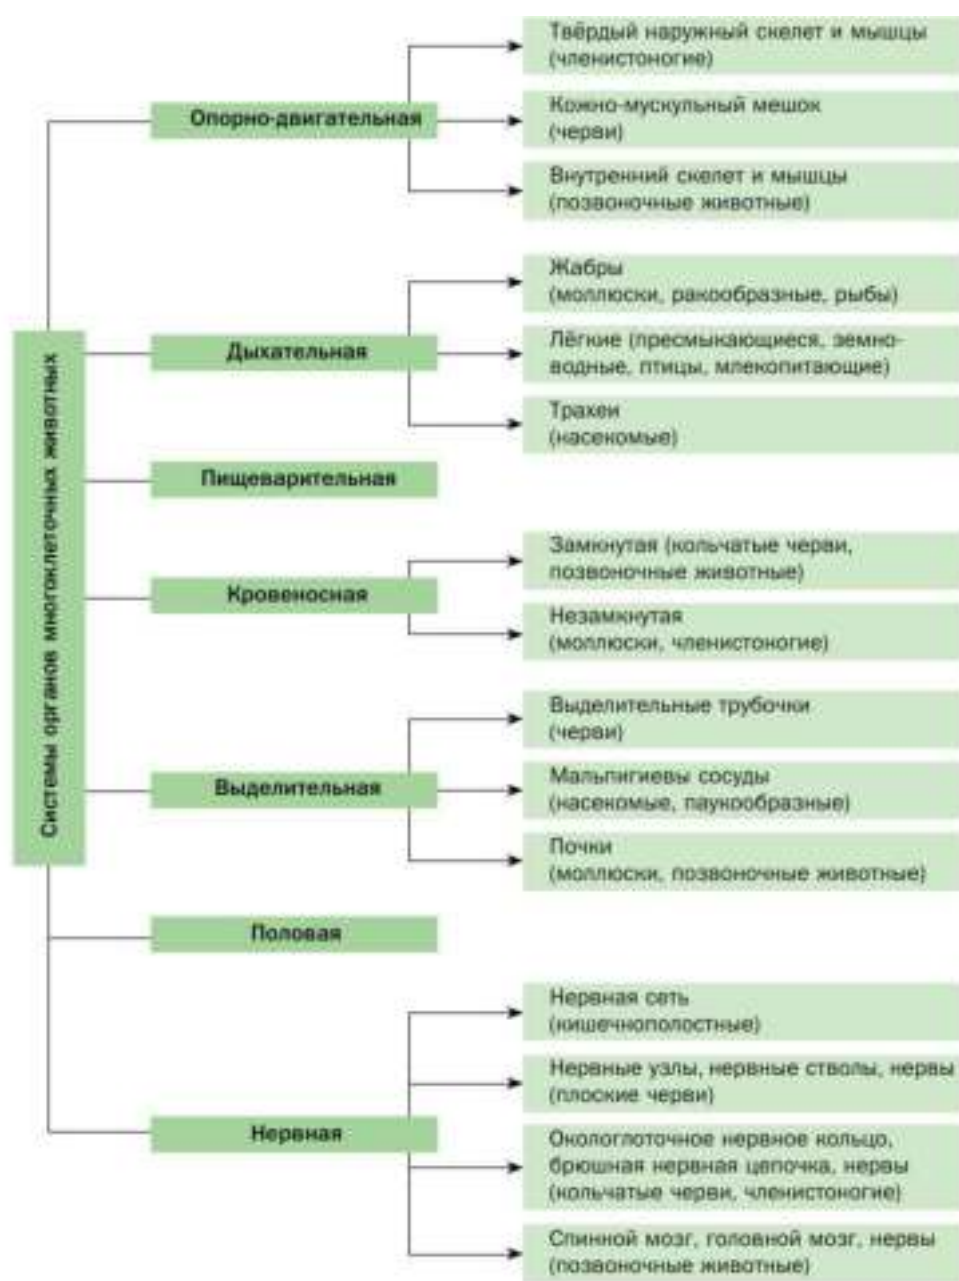 Системы органов многоклеточных животных
Опорно-двигательная
Твёрдый наружный скелет и мышцы
(членистоногие)
Кожно-мускульный мешок
(черви)
Внутренний скелет и мышцы
(позвоночные животные)
Дыхательная
Жабры
(моллюски, ракообразные, рыбы)
Лёгкие (пресмыкающиеся, земно-
водные, птицы, млекопитающие)
Трахеи
(насекомые)
Пищеварительная
Кровеносная
Замкнутая (кольчатые черви,
позвоночные животные)
Незамкнутая
(моллюски, членистоногие)
Выделительная
Выделительные трубочки
(черви)
Мальпигиевы сосуды
(насекомые, паукообразные)
Почки
(моллюски, позвоночные животные)
Половая
Нервная
Нервная сеть
(кишечнополостные)
Нервные узлы, нервные стволы, нервы
(плоские черви)
Окологлоточное нервное кольцо,
брюшная нервная цепочка, нервы
(кольчатые черви, членистоногие)
Спинной мозг, головной мозг, нервы
(позвоночные животные)